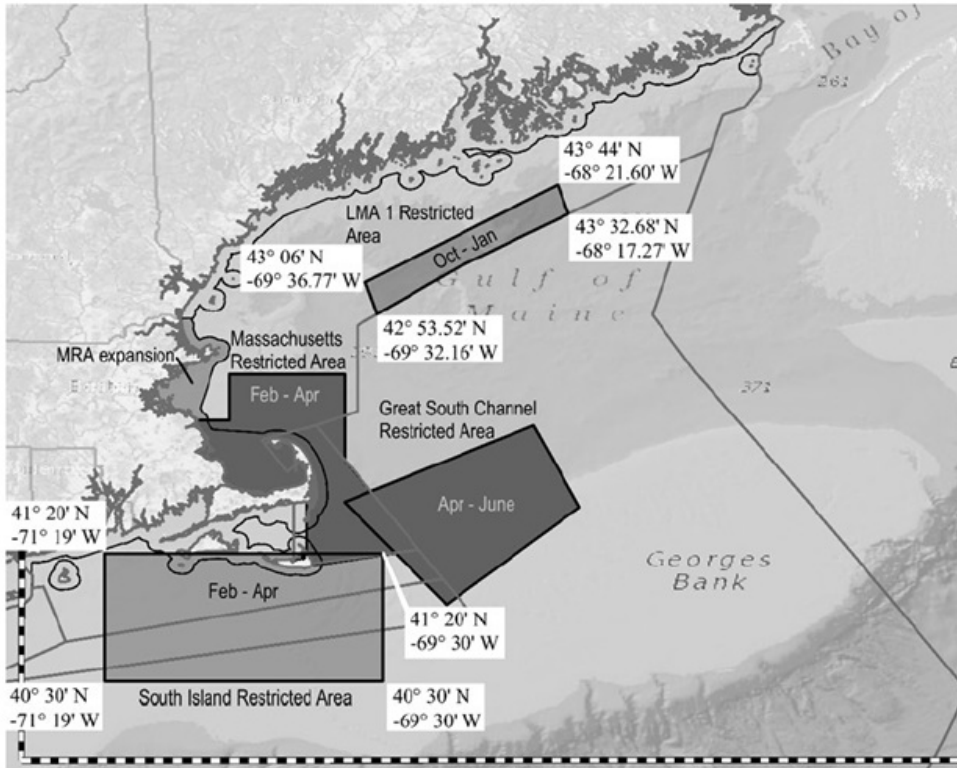 Bay of
261
43° 44' N
-68° 21.60' W
LMA 1 Restricted
Area
Oct - Jan
43° 32.68' N
-68° 17.27' W
43° 06' N
-69° 36.77' W
Gulf of
Maine
42° 53.52' N
-69° 32.16' W
MRA expansion
Massachusetts
Restricted Area
371
Feb - Apr
Great South Channel
Restricted Area
Apr - June
41° 20' N
-71° 19' W
Georges
Bank
Feb - Apr
41° 20' N
-69° 30' W
40° 30' N
-71° 19' W
South Island Restricted Area
40° 30' N
-69° 30' W